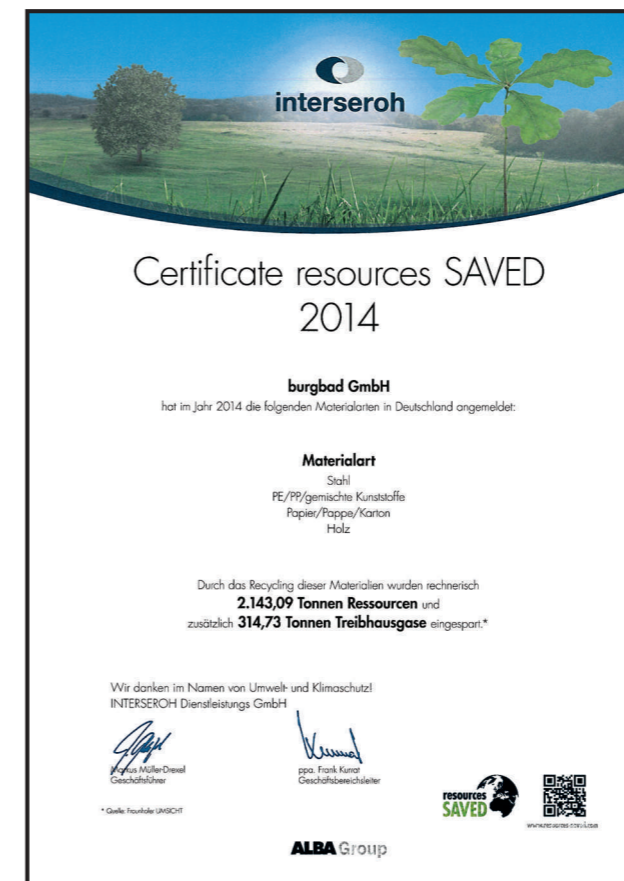 interseroh
Certificate resources SAVED
2014
burgbad GmbH
hat im Jahr 2014 die folgenden Materialarten in Deutschland angemeldet:
Materialart
Stahl
PE/PP/gemischte Kunststoffe
Papier/Pappe/Karton
Holz
Durch das Recycling dieser Materialien wurden rechnerisch
2.143,09 Tonnen Ressourcen und
zusätzlich 314,73 Tonnen Treibhausgase eingespart.*
Wir danken im Namen von Umwelt- und Klimaschutz!
INTERSEROH Dienstleistungs GmbH
Markus Müller-Drexel
Geschäftsführer
ppa. Frank Kurrat
Geschäftsbereichsleiter
* Quelle: Fraunhofer UMSICHT
resources
SAVED
ALBA Group